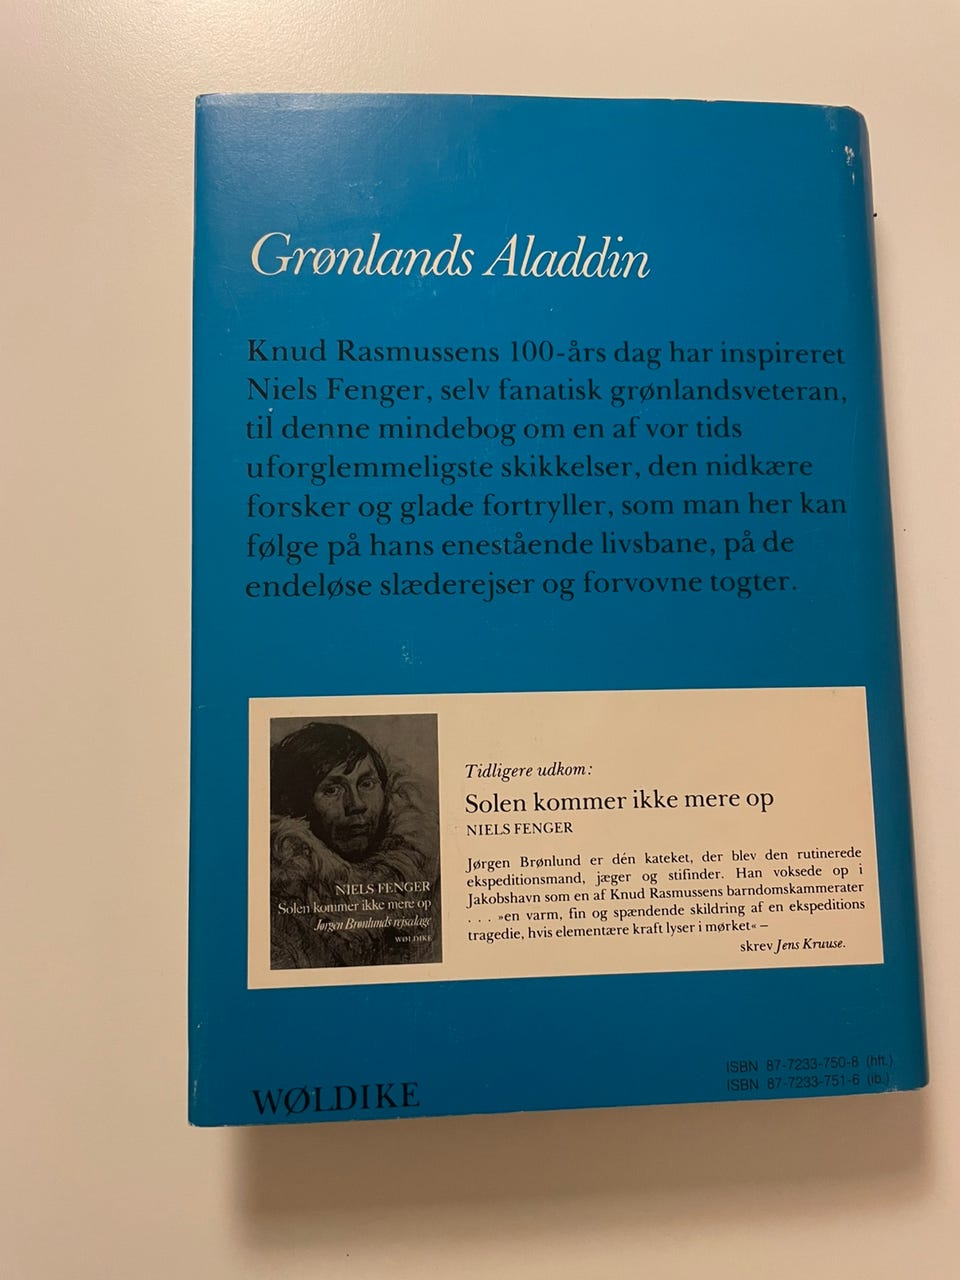 Grønlands Aladdin
Knud Rasmussens 100-års dag har inspireret
Niels Fenger, selv fanatisk grønlandsveteran,
til denne mindebog om en af vor tids
uforglemmeligste skikkelser, den nidkære
forsker og glade fortryller, som man her kan
følge på hans enestående livsbane, på de
endeløse slæderejser og forvovne togter.
NIELS FENGER
Solen kommer ikke mere op
Jørgen Brønlunds rejsedage
WØLDIKE
Tidligere udkom:
Solen kommer ikke mere op
NIELS FENGER
Jørgen Brønlund er dén kateket, der blev den rutinerede
ekspeditionsmand, jæger og stifinder. Han voksede op i
Jakobshavn som en af Knud Rasmussens barndomskammerater
. . . »en varm, fin og spændende skildring af en ekspeditions
tragedie, hvis elementære kraft lyser i mørket« –
skrev Jens Kruuse.
WØLDIKE
ISBN 87-7233-750-8 (hft.)
ISBN 87-7233-751-6 (ib.)